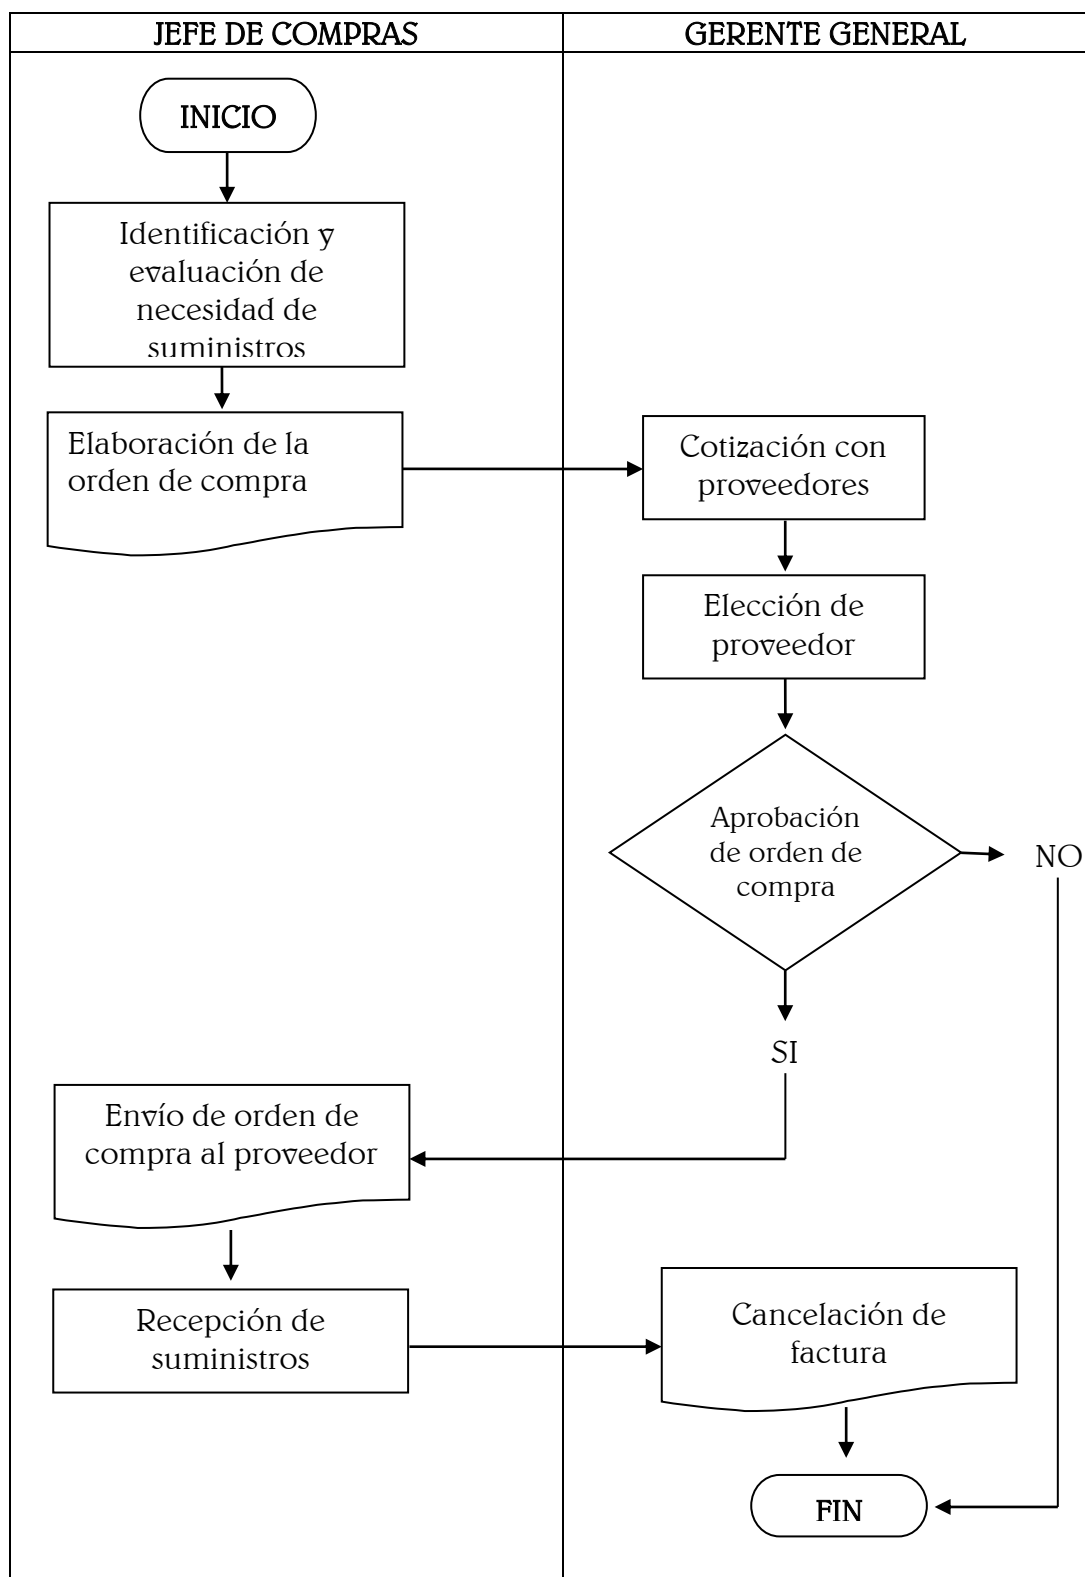 JEFE DE COMPRAS
GERENTE GENERAL
INICIO
Identificación y
evaluación de
necesidad de
suministros
Elaboración de la
orden de compra
Cotización con
proveedores
Elección de
proveedor
Aprobación
de orden de
compra
NO
SI
Envío de orden de
compra al proveedor
Recepción de
suministros
Cancelación de
factura
FIN